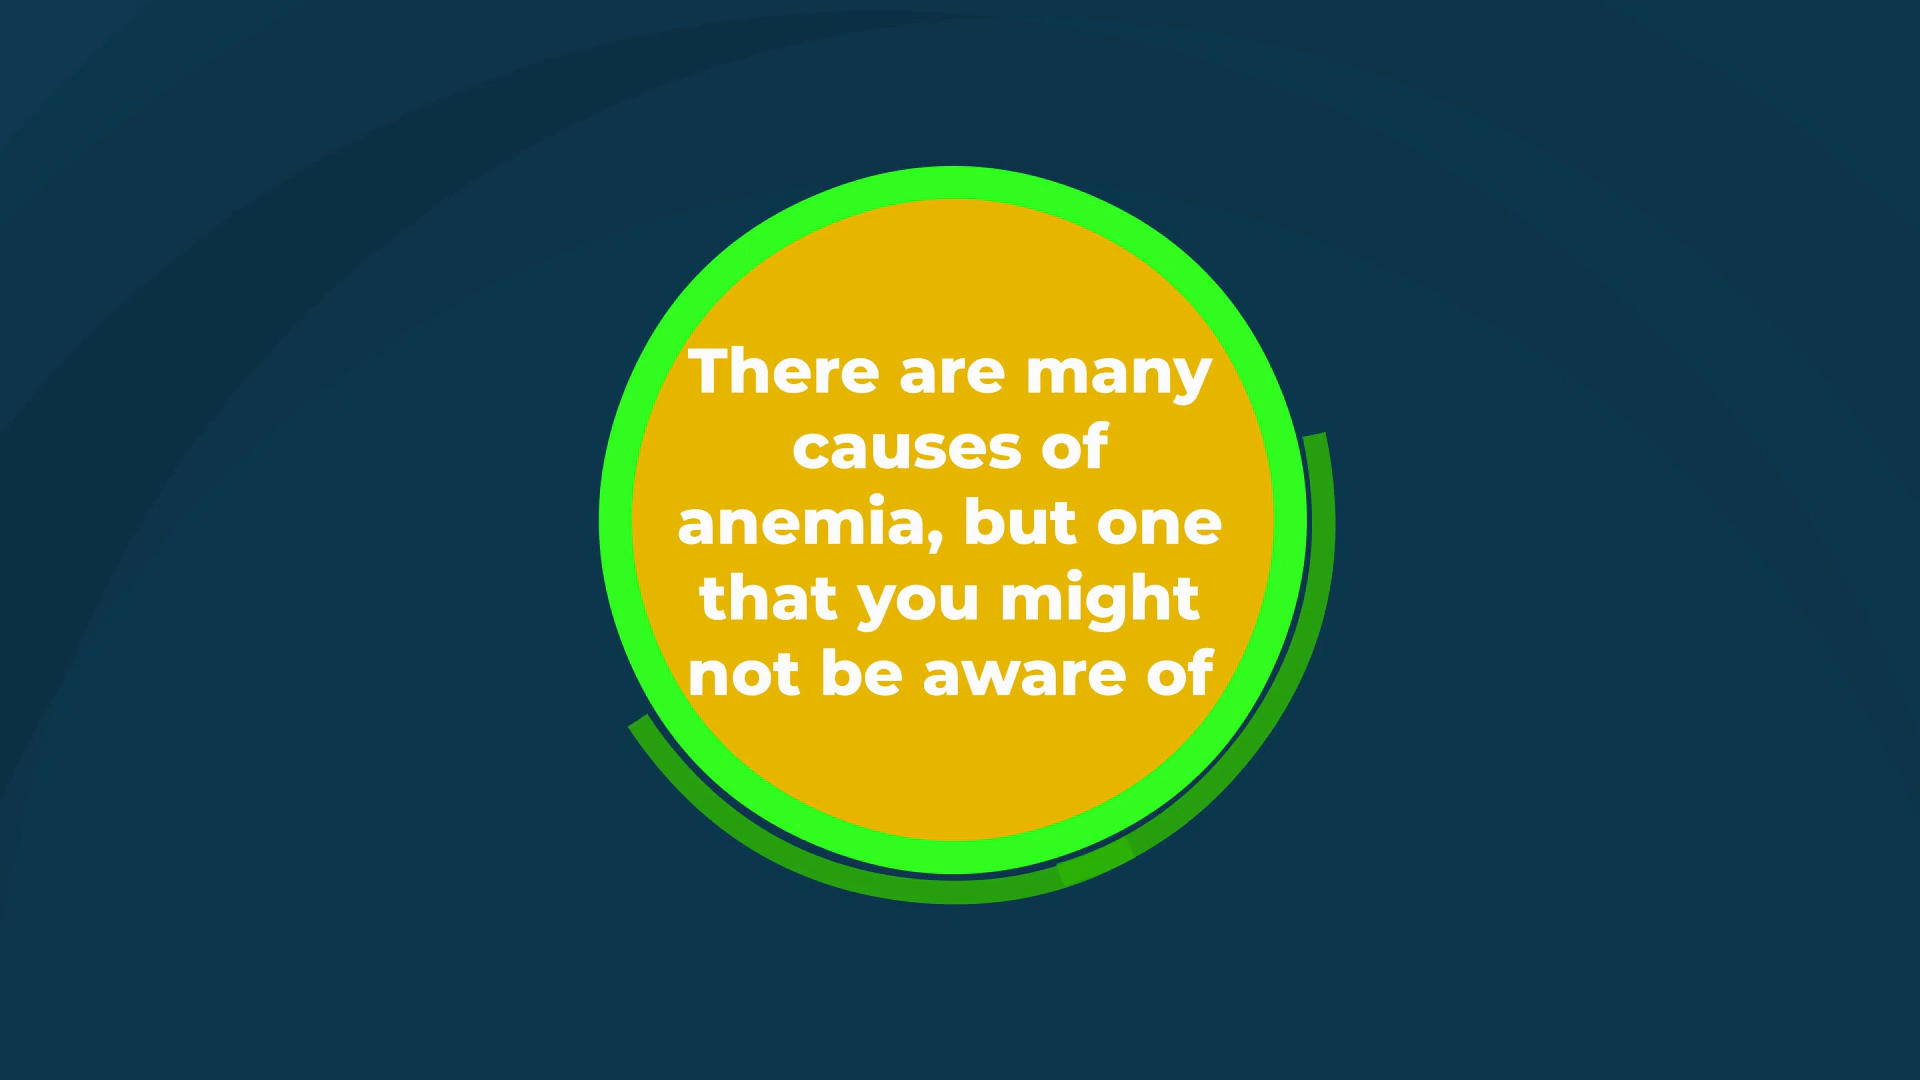 There are many
causes of
anemia, but one
that you might
not be aware of